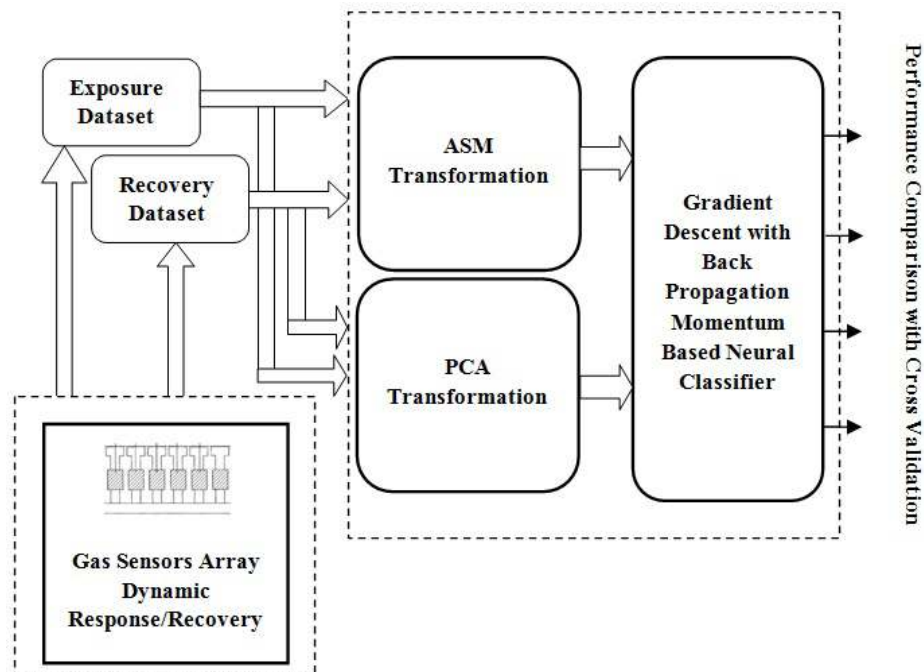 Exposure
Dataset
Recovery
Dataset
ASM
Transformation
PCA
Transformation
Gradient
Descent with
Back
Propagation
Momentum
Based Neural
Classifier
Gas Sensors Array
Dynamic
Response/Recovery
Performance Comparison with Cross Validation